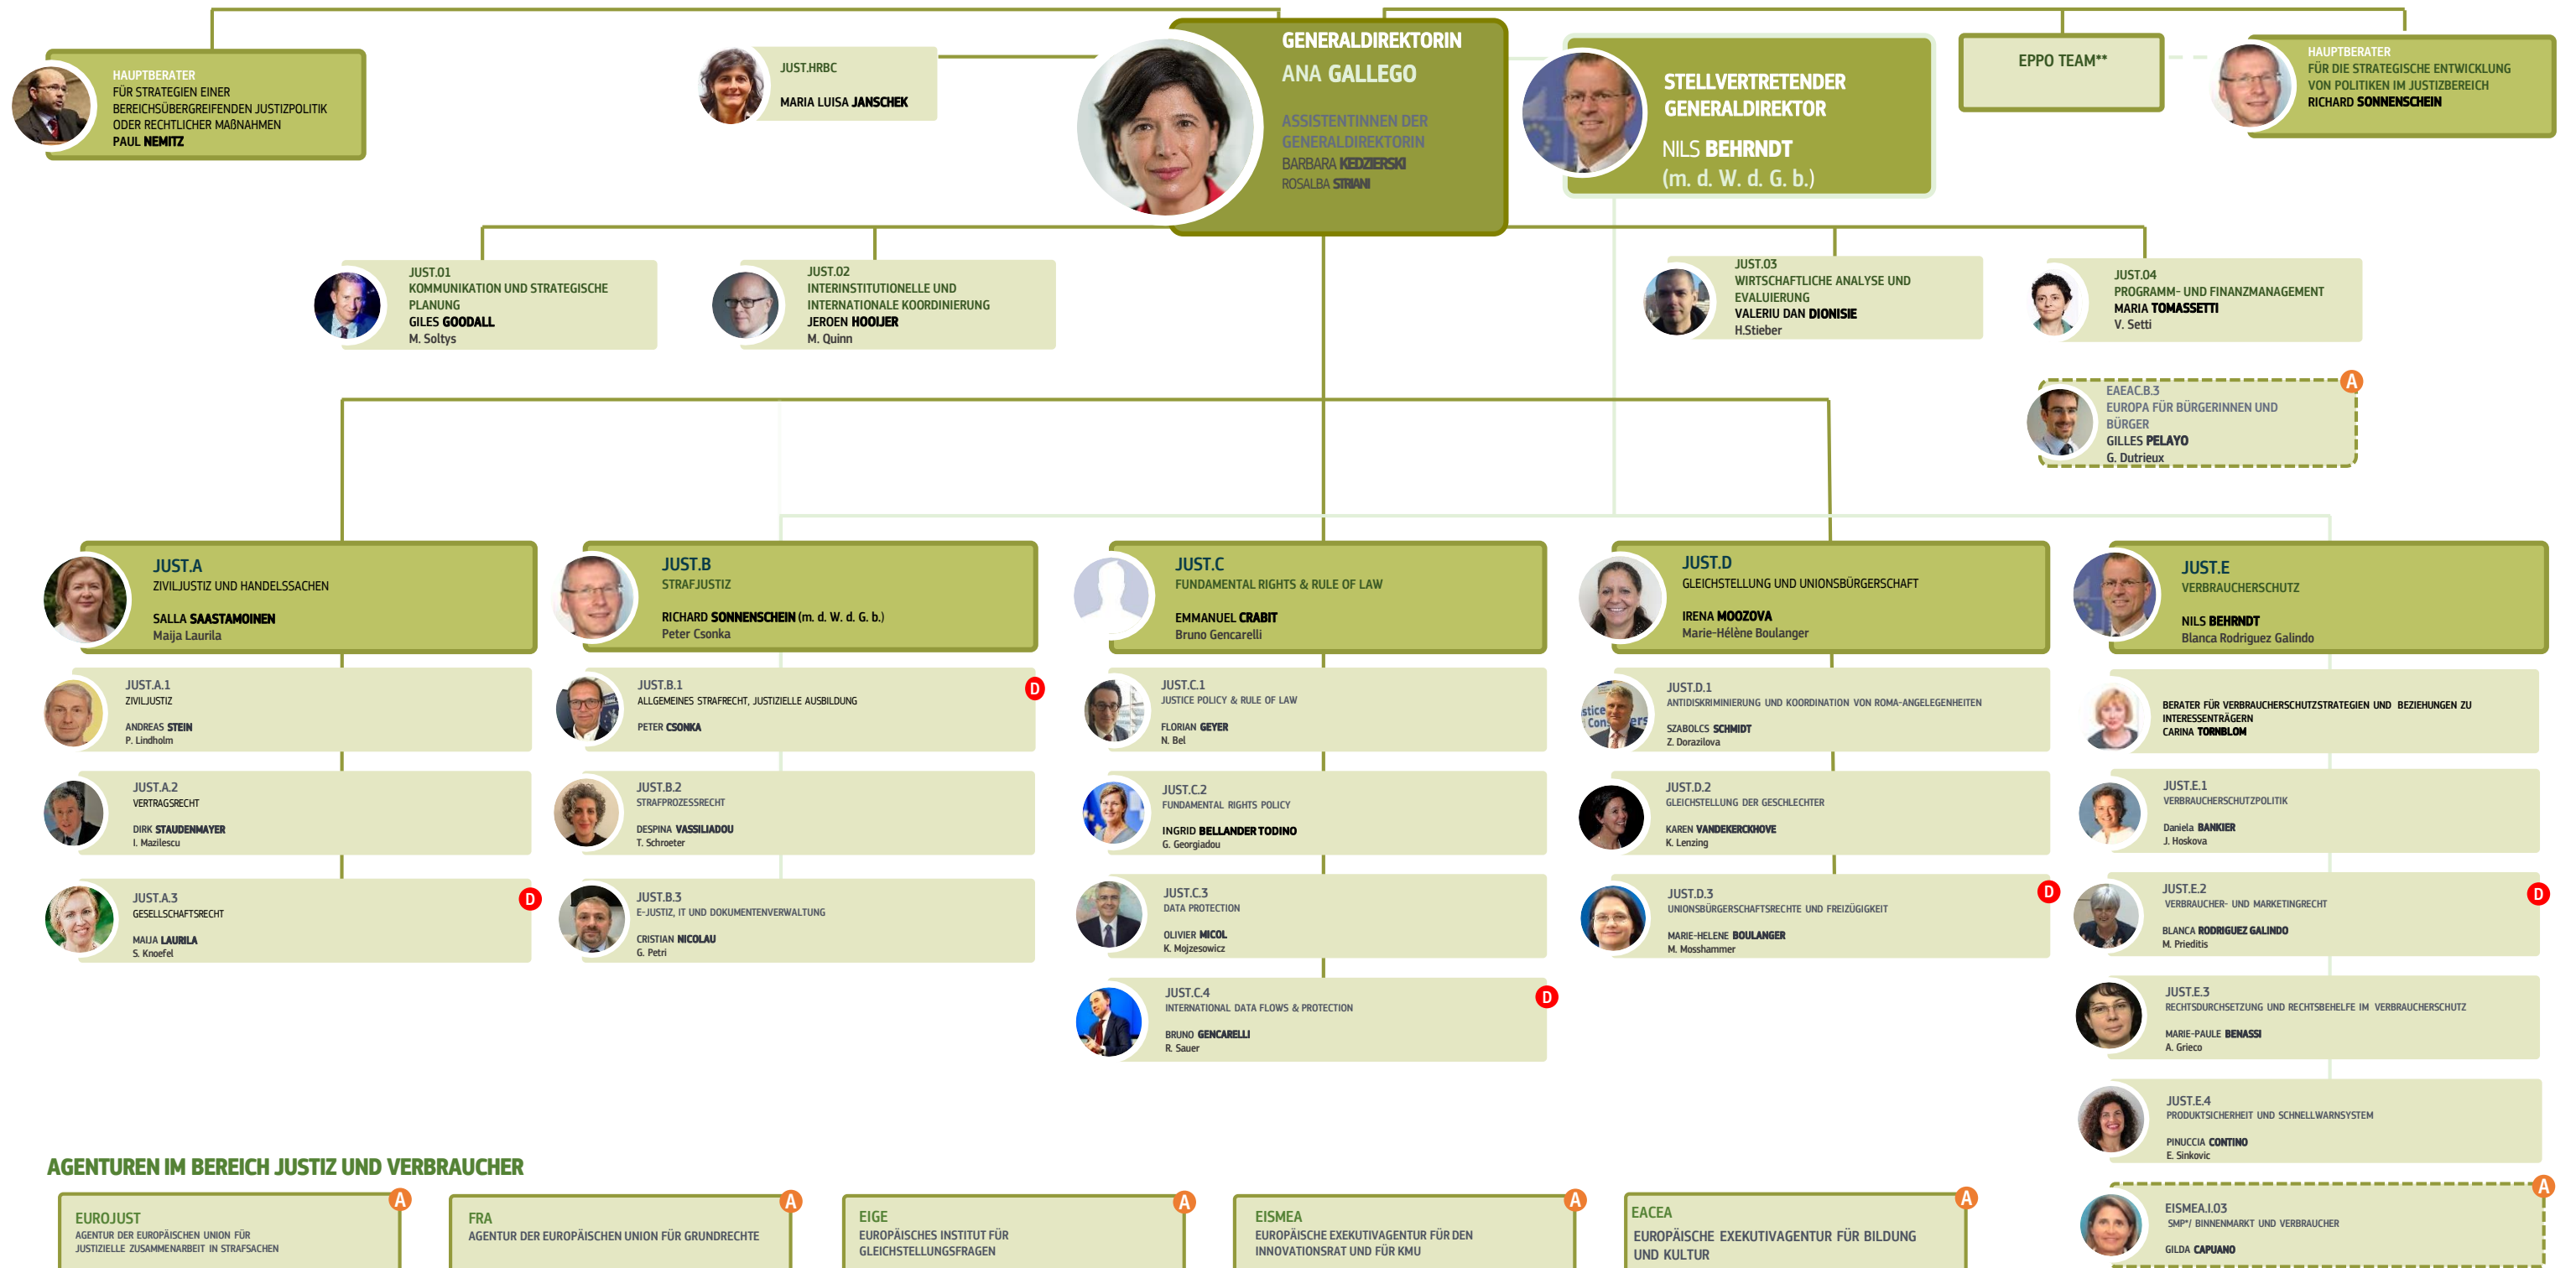 HAUPTBERATER
FÜR STRATEGIEN EINER
BEREICHSÜBERGREIFENDEN JUSTIZPOLITIK
ODER RECHTLICHER MAßNAHMEN
PAUL NEMITZ
JUST.HRBC
MARIA LUISA JANSCHEK
GENERALDIREKTORIN
ANA GALLEGO
ASSISTENTINNEN DER
GENERALDIREKTORIN
BARBARA KEDZIERSKI
ROSALBA STRIANI
STELLVERTRETENDER
GENERALDIREKTOR
NILS BEHRNDT
(m. d. W. d. G. b.)
EPPO TEAM**
HAUPTBERATER
FÜR DIE STRATEGISCHE ENTWICKLUNG
VON POLITIKEN IM JUSTIZBEREICH
RICHARD SONNENSCHEIN
JUST.01
KOMMUNIKATION UND STRATEGISCHE
PLANUNG
GILES GOODALL
M. Soltys
JUST.02
INTERINSTITUTIONELLE UND
INTERNATIONALE KOORDINIERUNG
JEROEN HOOIJER
M. Quinn
JUST.03
WIRTSCHAFTLICHE ANALYSE UND
EVALUIERUNG
VALERIU DAN DIONISIE
H.Stieber
JUST.04
PROGRAMM- UND FINANZMANAGEMENT
MARIA TOMASSETTI
V. Setti
A
EAEAC.B.3
EUROPA FÜR BÜRGERINNEN UND
BÜRGER
GILLES PELAYO
G. Dutrieux
JUST.A
ZIVILJUSTIZ UND HANDELSSACHEN
SALLA SAASTAMOINEN
Maija Laurila
JUST.A.1
ZIVILJUSTIZ
ANDREAS STEIN
P. Lindholm
JUST.A.2
VERTRAGSRECHT
DIRK STAUDENMAYER
I. Mazilescu
JUST.A.3
D
GESELLSCHAFTSRECHT
MAIJA LAURILA
S. Knoefel
JUST.B
STRAFJUSTIZ
RICHARD SONNENSCHEIN (m. d. W. d. G. b.)
Peter Csonka
JUST.B.1
D
ALLGEMEINES STRAFRECHT, JUSTIZIELLE AUSBILDUNG
PETER CSONKA
JUST.B.2
STRAFPROZESSRECHT
DESPINA VASSILIADOU
T. Schroeter
JUST.B.3
E-JUSTIZ, IT UND DOKUMENTENVERWALTUNG
CRISTIAN NICOLAU
G. Petri
JUST.C
FUNDAMENTAL RIGHTS & RULE OF LAW
EMMANUEL CRABIT
Bruno Gencarelli
JUST.C.1
JUSTICE POLICY & RULE OF LAW
FLORIAN GEYER
N. Bel
JUST.C.2
FUNDAMENTAL RIGHTS POLICY
INGRID BELLANDER TODINO
G. Georgiadou
JUST.C.3
DATA PROTECTION
OLIVIER MICOL
K. Mojzesowicz
JUST.C.4
D
INTERNATIONAL DATA FLOWS & PROTECTION
BRUNO GENCARELLI
R. Sauer
JUST.D
GLEICHSTELLUNG UND UNIONSBÜRGERSCHAFT
IRENA MOOZOVA
Marie-Hélène Boulanger
JUST.D.1
ANTIDISKRIMINIERUNG UND KOORDINATION VON ROMA-ANGELEGENHEITEN
SZABOLCS SCHMIDT
Z. Dorazilova
JUST.D.2
GLEICHSTELLUNG DER GESCHLECHTER
KAREN VANDEKERCKHOVE
K. Lenzing
JUST.D.3
D
UNIONSBÜRGERSCHAFTSRECHTE UND FREIZÜGIGKEIT
MARIE-HELENE BOULANGER
M. Mosshammer
JUST.E
VERBRAUCHERSCHUTZ
NILS BEHRNDT
Blanca Rodriguez Galindo
BERATER FÜR VERBRAUCHERSCHUTZSTRATEGIEN UND BEZIEHUNGEN ZU
INTERESSENTRÄGERN
CARINA TORNBLOM
JUST.E.1
VERBRAUCHERSCHUTZPOLITIK
Daniela BANKIER
J. Hoskova
JUST.E.2
D
VERBRAUCHER- UND MARKETINGRECHT
BLANCA RODRIGUEZ GALINDO
M. Prieditis
JUST.E.3
RECHTSDURCHSETZUNG UND RECHTSBEHELFE IM VERBRAUCHERSCHUTZ
MARIE-PAULE BENASSI
A. Grieco
JUST.E.4
PRODUKTSICHERHEIT UND SCHNELLWARNSYSTEM
PINUCCIA CONTINO
E. Sinkovic
A
EISMEA.I.03
SMP*/ BINNENMARKT UND VERBRAUCHER
GILDA CAPUANO
AGENTUREN IM BEREICH JUSTIZ UND VERBRAUCHER
A
EUROJUST
AGENTUR DER EUROPÄISCHEN UNION FÜR
JUSTIZIELLE ZUSAMMENARBEIT IN STRAFSACHEN
A
FRA
AGENTUR DER EUROPÄISCHEN UNION FÜR GRUNDRECHTE
A
EIGE
EUROPÄISCHES INSTITUT FÜR
GLEICHSTELLUNGSFRAGEN
A
EISMEA
EUROPÄISCHE EXEKUTIVAGENTUR FÜR DEN
INNOVATIONSRAT UND FÜR KMU
A
EACEA
EUROPÄISCHE EXEKUTIVAGENTUR FÜR BILDUNG
UND KULTUR